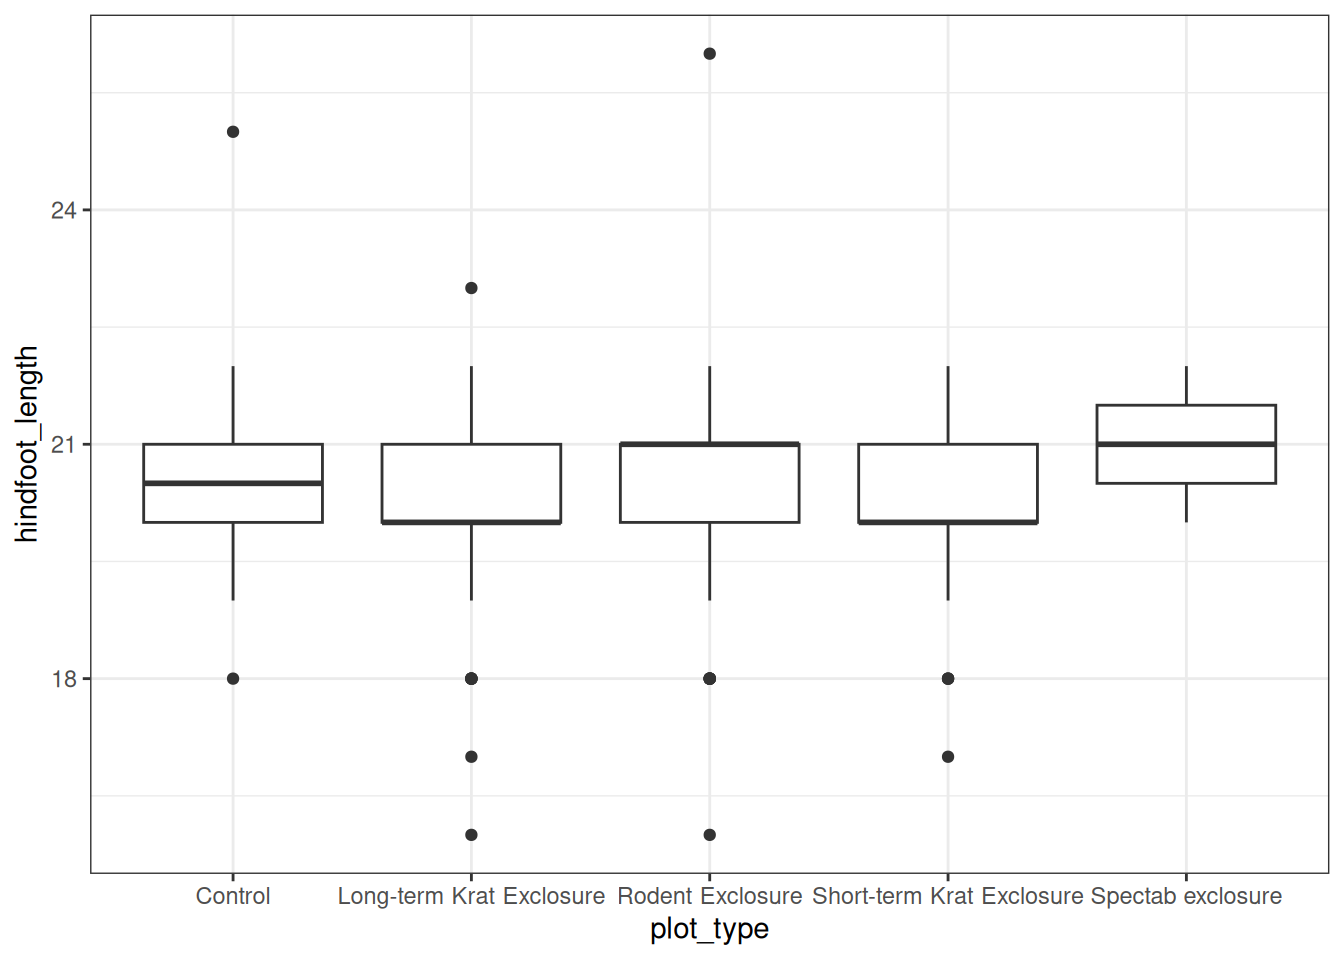 24
21
18
hindfoot_length
Control Long-term Krat Exclosure Rodent Exclosure Short-term Krat Exclosure Spectab exclosure
plot_type